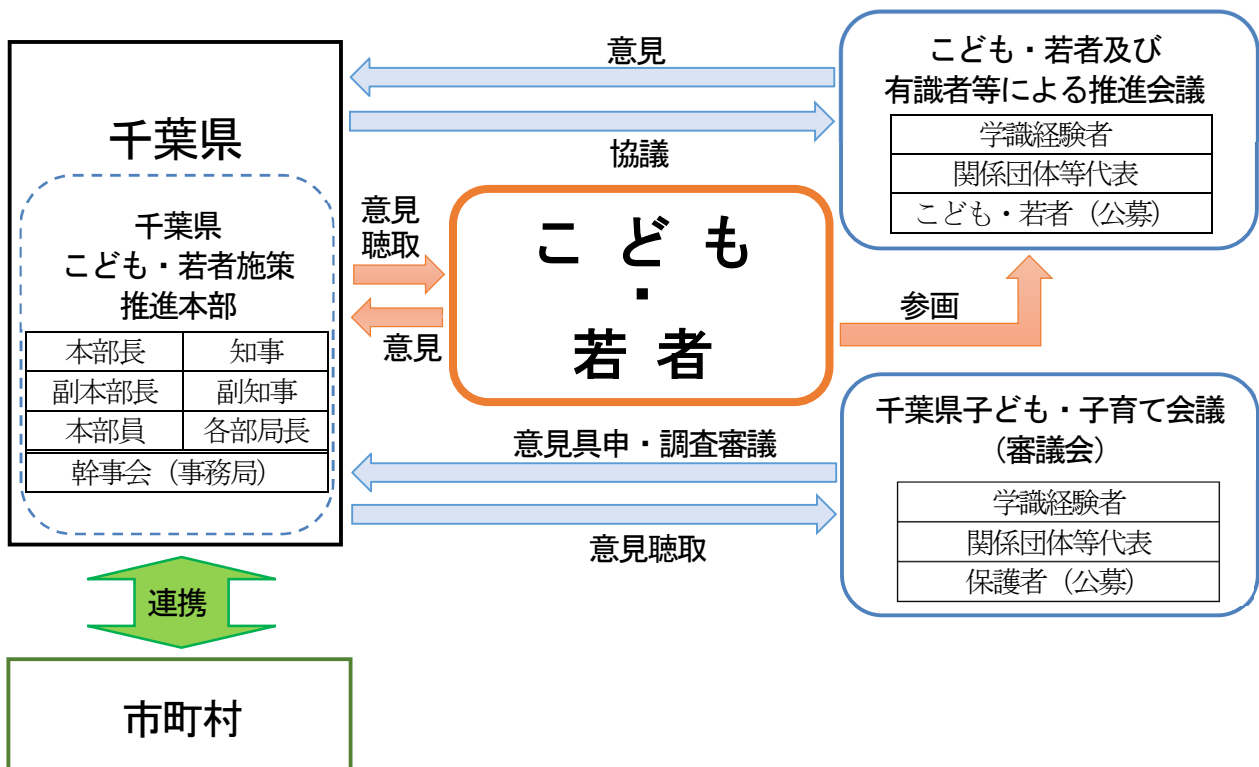 千葉県
千葉県
こども・若者施策
推進本部
本部長 知事
副本部長 副知事
本部員 各部局長
幹事会（事務局）
連携
市町村
意見
協議
意見
聴取
意見
こども
・
若者
参画
意見具申・調査審議
意見聴取
こども・若者及び
有識者等による推進会議
学識経験者
関係団体等代表
こども・若者（公募）
千葉県子ども・子育て会議
（審議会）
学識経験者
関係団体等代表
保護者（公募）